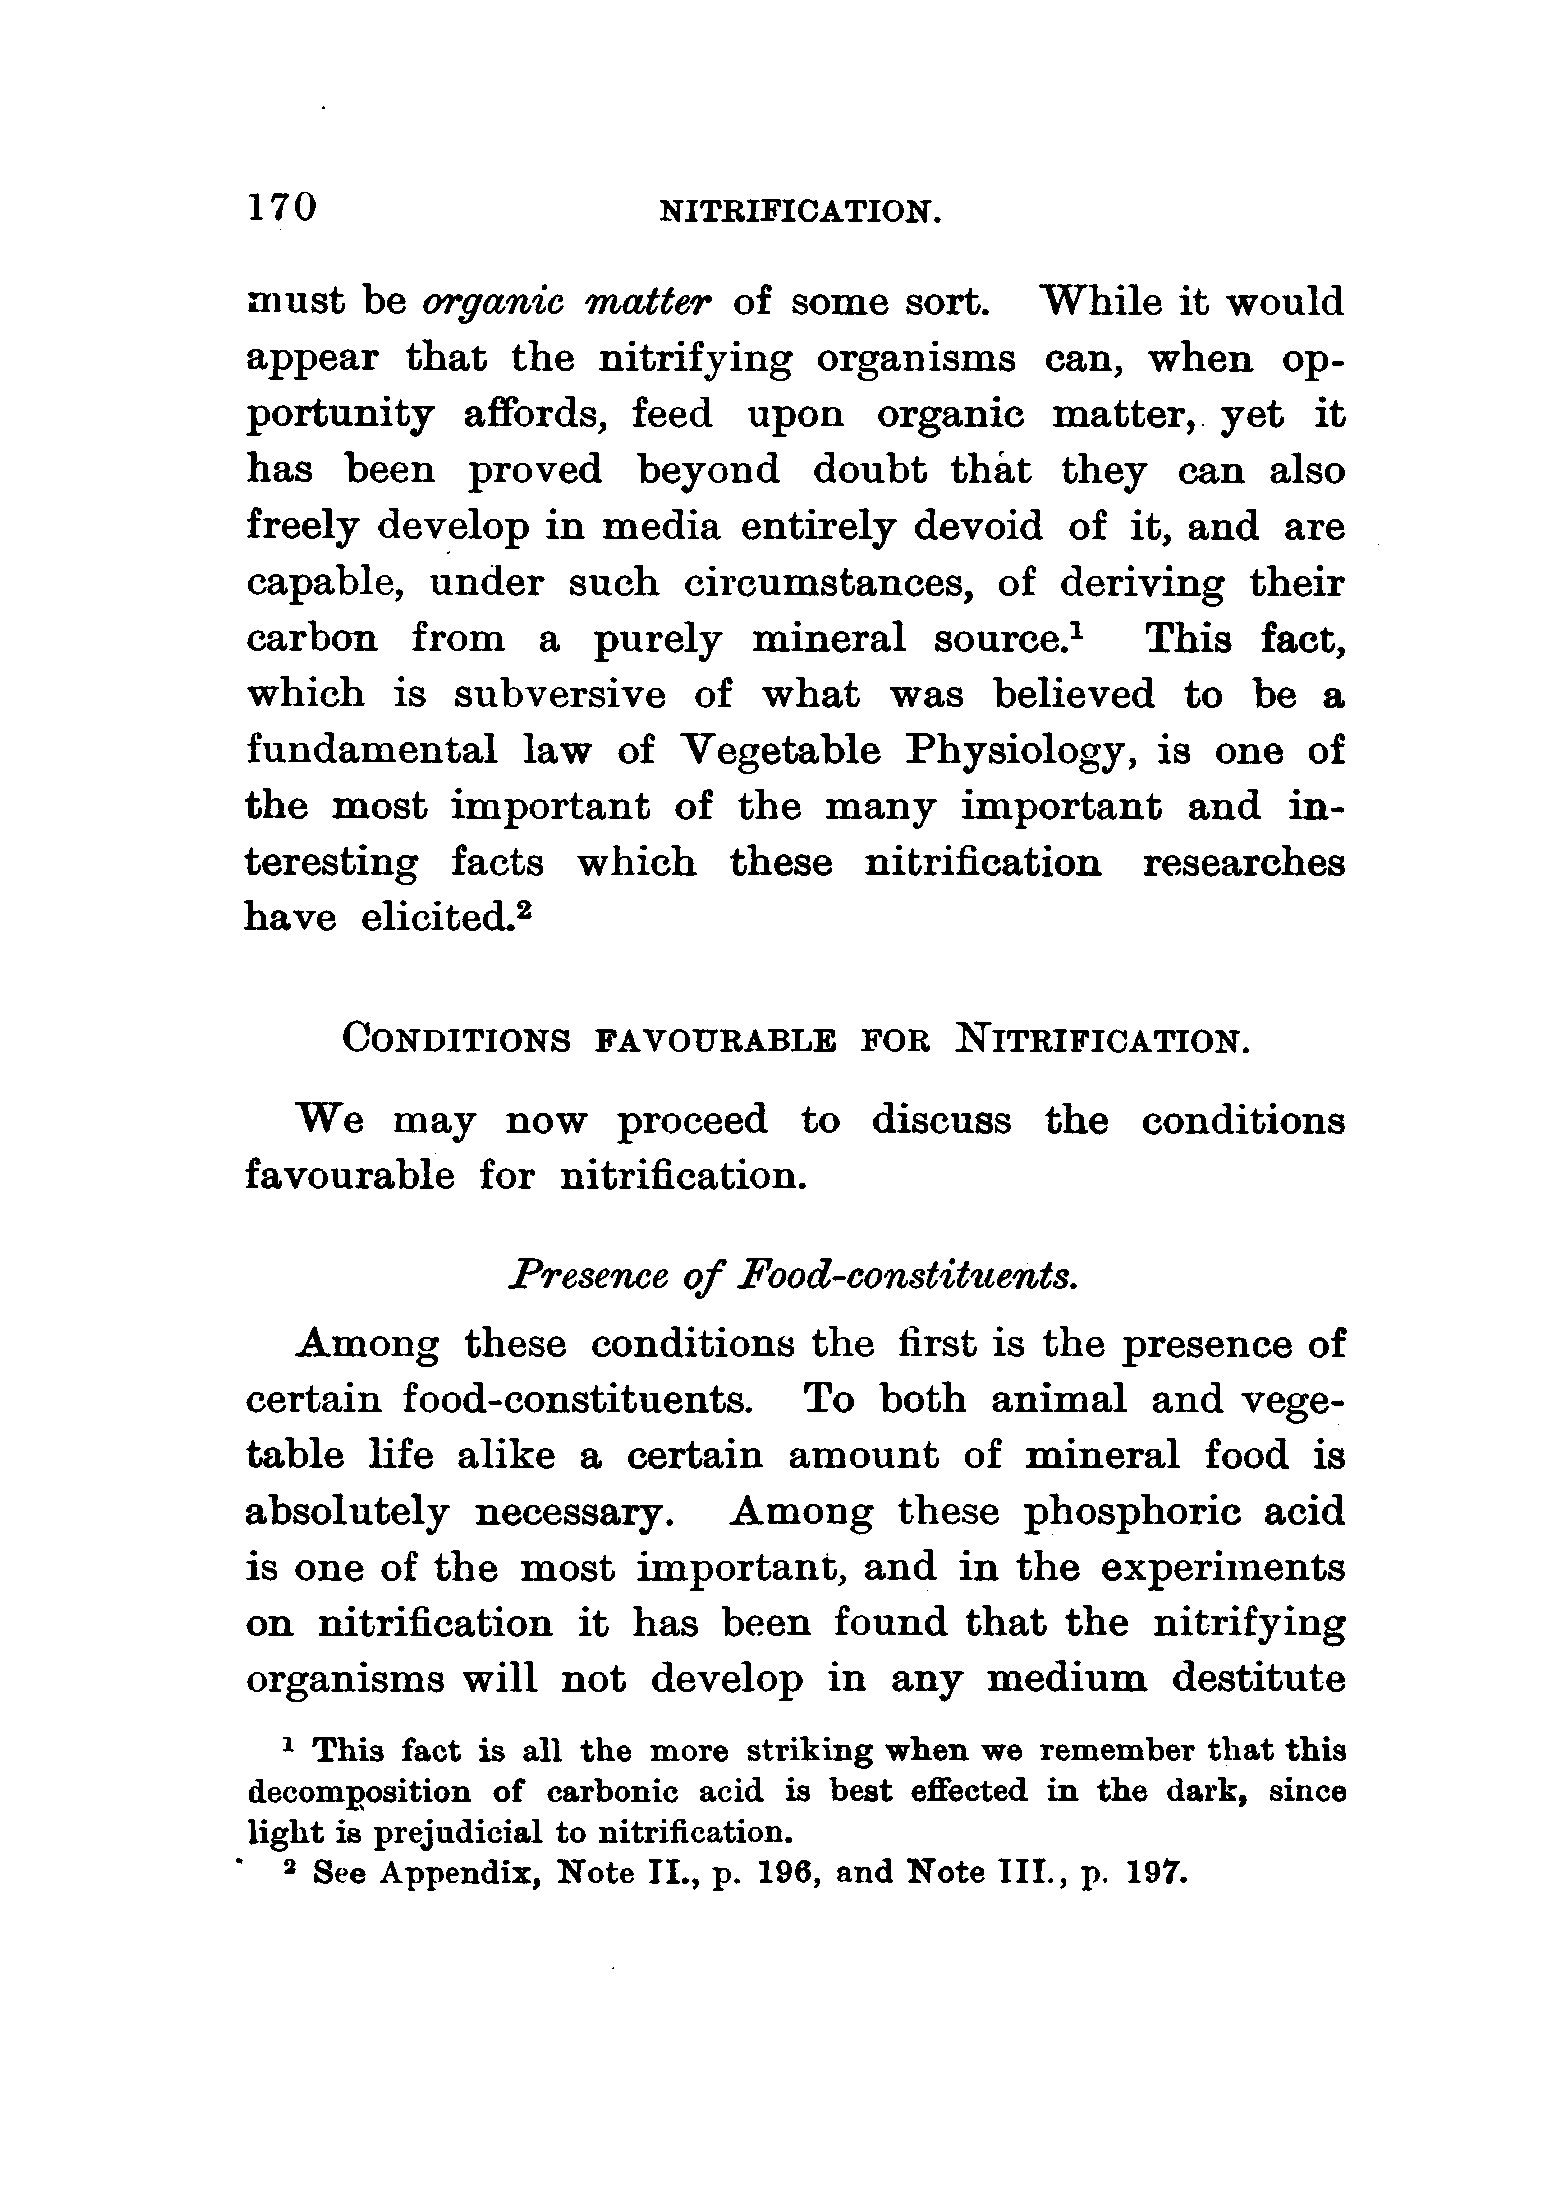 170 NITRIFICATION.
must be organic matter of some sort. While it would
appear that the nitrifying organisms can, when op-
portunity affords, feed upon organic matter, yet it
has been proved beyond doubt that they can also
freely develop in media entirely devoid of it, and are
capable, under such circumstances, of deriving their
carbon from a purely mineral source.¹ This fact,
which is subversive of what was believed to be a
fundamental law of Vegetable Physiology, is one of
the most important of the many important and in-
teresting facts which these nitrification researches
have elicited.²
CONDITIONS FAVOURABLE FOR NITRIFICATION.
We may now proceed to discuss the conditions
favourable for nitrification.
Presence of Food-constituents.
Among these conditions the first is the presence of
certain food-constituents. To both animal and vege-
table life alike a certain amount of mineral food is
absolutely necessary. Among these phosphoric acid
is one of the most important, and in the experiments
on nitrification it has been found that the nitrifying
organisms will not develop in any medium destitute
¹ This fact is all the more striking when we remember that this
decomposition of carbonic acid is best effected in the dark, since
light is prejudicial to nitrification.
² See Appendix, Note II., p. 196, and Note III., p. 197.